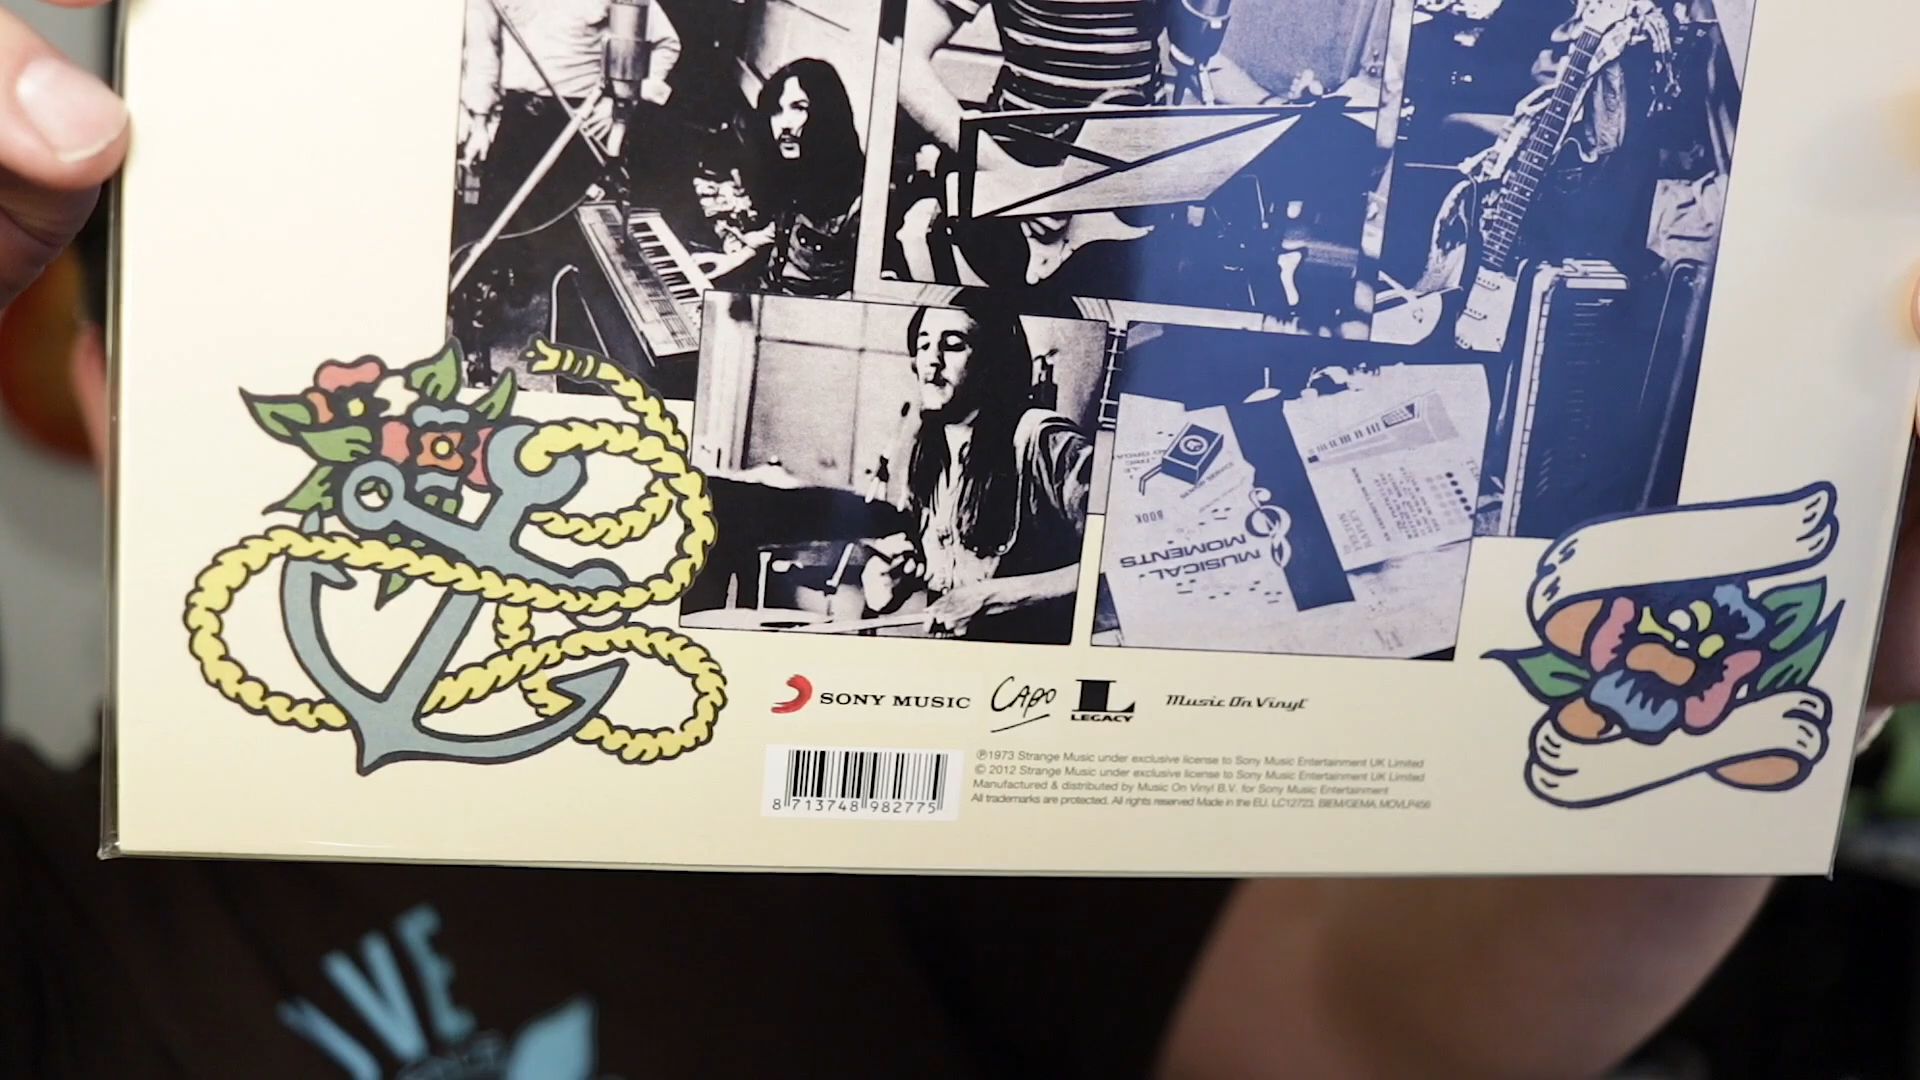 BOOK
MUSICAL
MOMENTS
SONY MUSIC
CAPO
L
LEGACY
Music On Vinyl
8 713748 982775
℗1973 Strange Music under exclusive license to Sony Music Entertainment UK Limited
© 2012 Strange Music under exclusive license to Sony Music Entertainment UK Limited
Manufactured & distributed by Music On Vinyl B.V. for Sony Music Entertainment
All trademarks are protected. All rights reserved Made in the EU. LC12723. BIEM/GEMA. MOVLP456